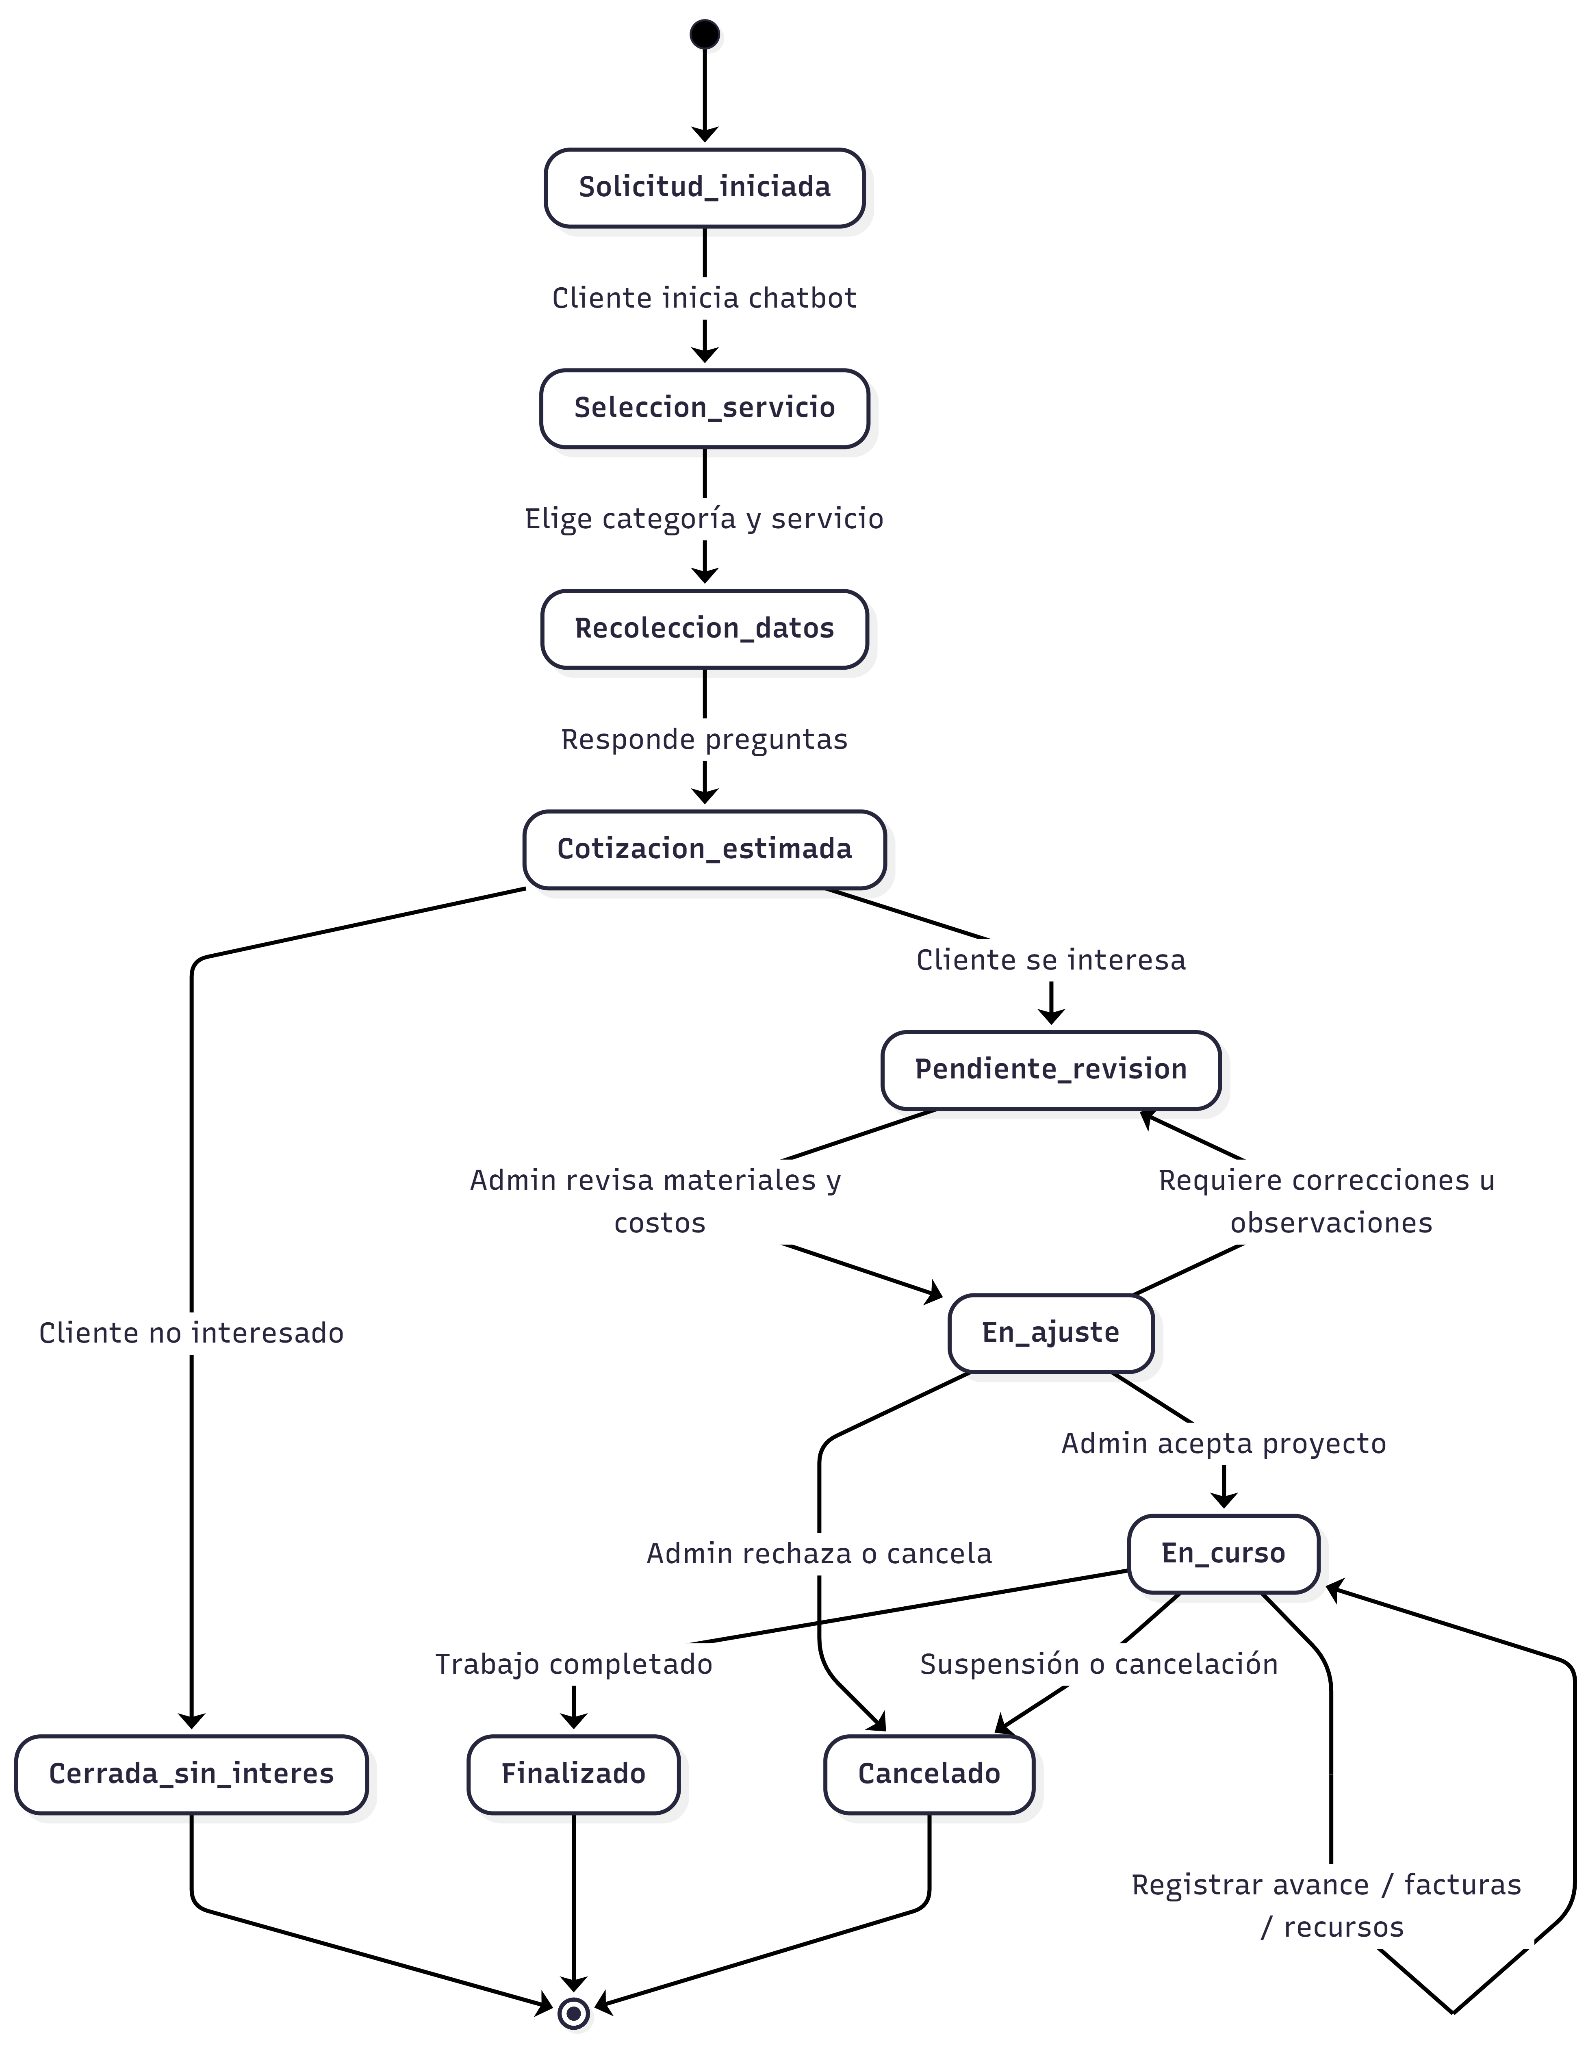 Solicitud_iniciada
Cliente inicia chatbot
Seleccion_servicio
Elige categoría y servicio
Recoleccion_datos
Responde preguntas
Cotizacion_estimada
Cliente se interesa
Pendiente_revision
Admin revisa materiales y
costos
Requiere correcciones u
observaciones
Cliente no interesado
En_ajuste
Admin acepta proyecto
Admin rechaza o cancela
En_curso
Trabajo completado
Suspensión o cancelación
Cerrada_sin_interes
Finalizado
Cancelado
Registrar avance / facturas
/ recursos